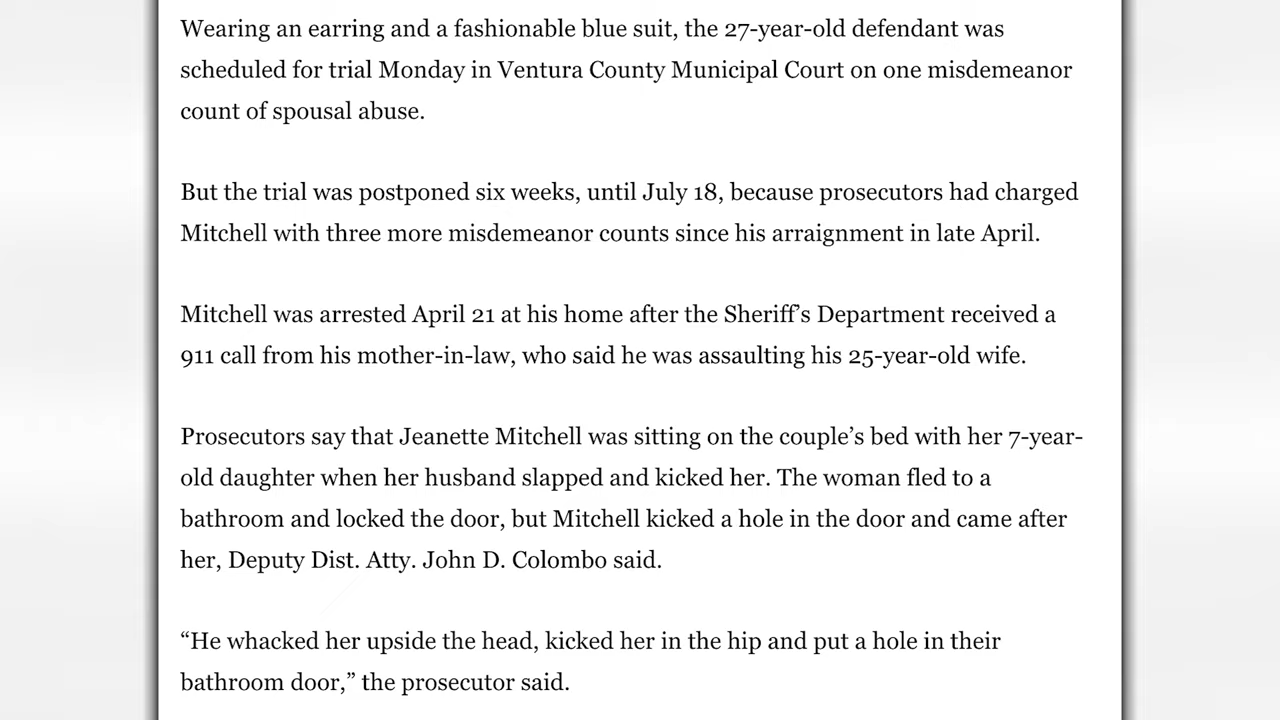 Wearing an earring and a fashionable blue suit, the 27-year-old defendant was
scheduled for trial Monday in Ventura County Municipal Court on one misdemeanor
count of spousal abuse.
But the trial was postponed six weeks, until July 18, because prosecutors had charged
Mitchell with three more misdemeanor counts since his arraignment in late April.
Mitchell was arrested April 21 at his home after the Sheriff’s Department received a
911 call from his mother-in-law, who said he was assaulting his 25-year-old wife.
Prosecutors say that Jeanette Mitchell was sitting on the couple’s bed with her 7-year-
old daughter when her husband slapped and kicked her. The woman fled to a
bathroom and locked the door, but Mitchell kicked a hole in the door and came after
her, Deputy Dist. Atty. John D. Colombo said.
“He whacked her upside the head, kicked her in the hip and put a hole in their
bathroom door,” the prosecutor said.